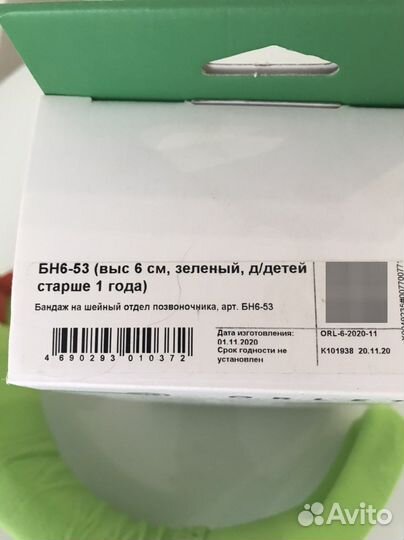 БН6-53 (выс 6 см, зеленый, д/детей
старше 1 года)
Бандаж на шейный отдел позвоночника, арт. БН6-53
4 690293 010372
Дата изготовления:
01.11.2020
Срок годности не
установлен
ORL-6-2020-11
K101938 20.11.20
Avito